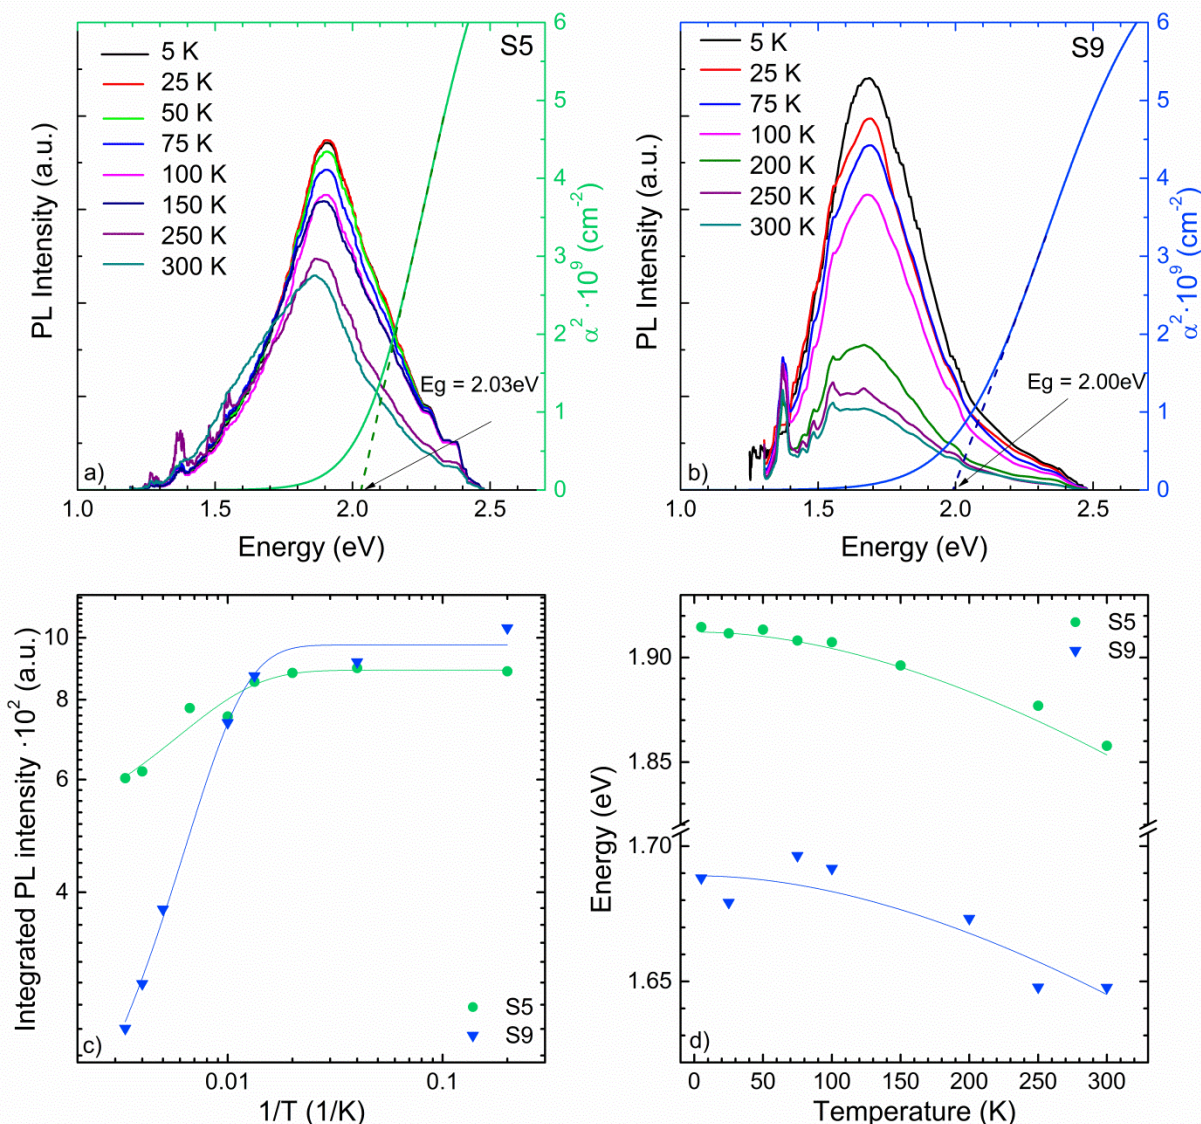 S5
5 K
25 K
50 K
75 K
100 K
150 K
250 K
300 K
PL Intensity (a.u.)
a)
Eg = 2.03eV
6
5
4
3
2
1
0
α² ·10⁹ (cm⁻²)
1.0 1.5 2.0 2.5
Energy (eV)
S9
5 K
25 K
75 K
100 K
200 K
250 K
300 K
PL Intensity (a.u.)
b)
Eg = 2.00eV
6
5
4
3
2
1
0
α² ·10⁹ (cm⁻²)
1.0 1.5 2.0 2.5
Energy (eV)
Integrated PL intensity ·10² (a.u.)
10
8
6
4
S5
S9
c)
0.01 0.1
1/T (1/K)
Energy (eV)
1.90
1.85
1.70
1.65
S5
S9
d)
0 50 100 150 200 250 300
Temperature (K)